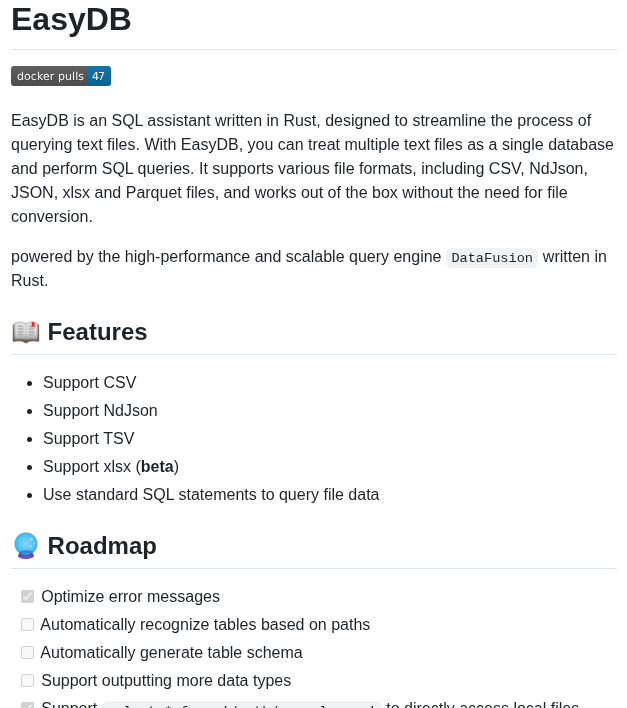 EasyDB
docker pulls 47
EasyDB is an SQL assistant written in Rust, designed to streamline the process of
querying text files. With EasyDB, you can treat multiple text files as a single database
and perform SQL queries. It supports various file formats, including CSV, NdJson,
JSON, xlsx and Parquet files, and works out of the box without the need for file
conversion.
powered by the high-performance and scalable query engine DataFusion written in
Rust.
📖 Features
• Support CSV
• Support NdJson
• Support TSV
• Support xlsx (beta)
• Use standard SQL statements to query file data
🔮 Roadmap
Optimize error messages
Automatically recognize tables based on paths
Automatically generate table schema
Support outputting more data types
Support to directly access local files